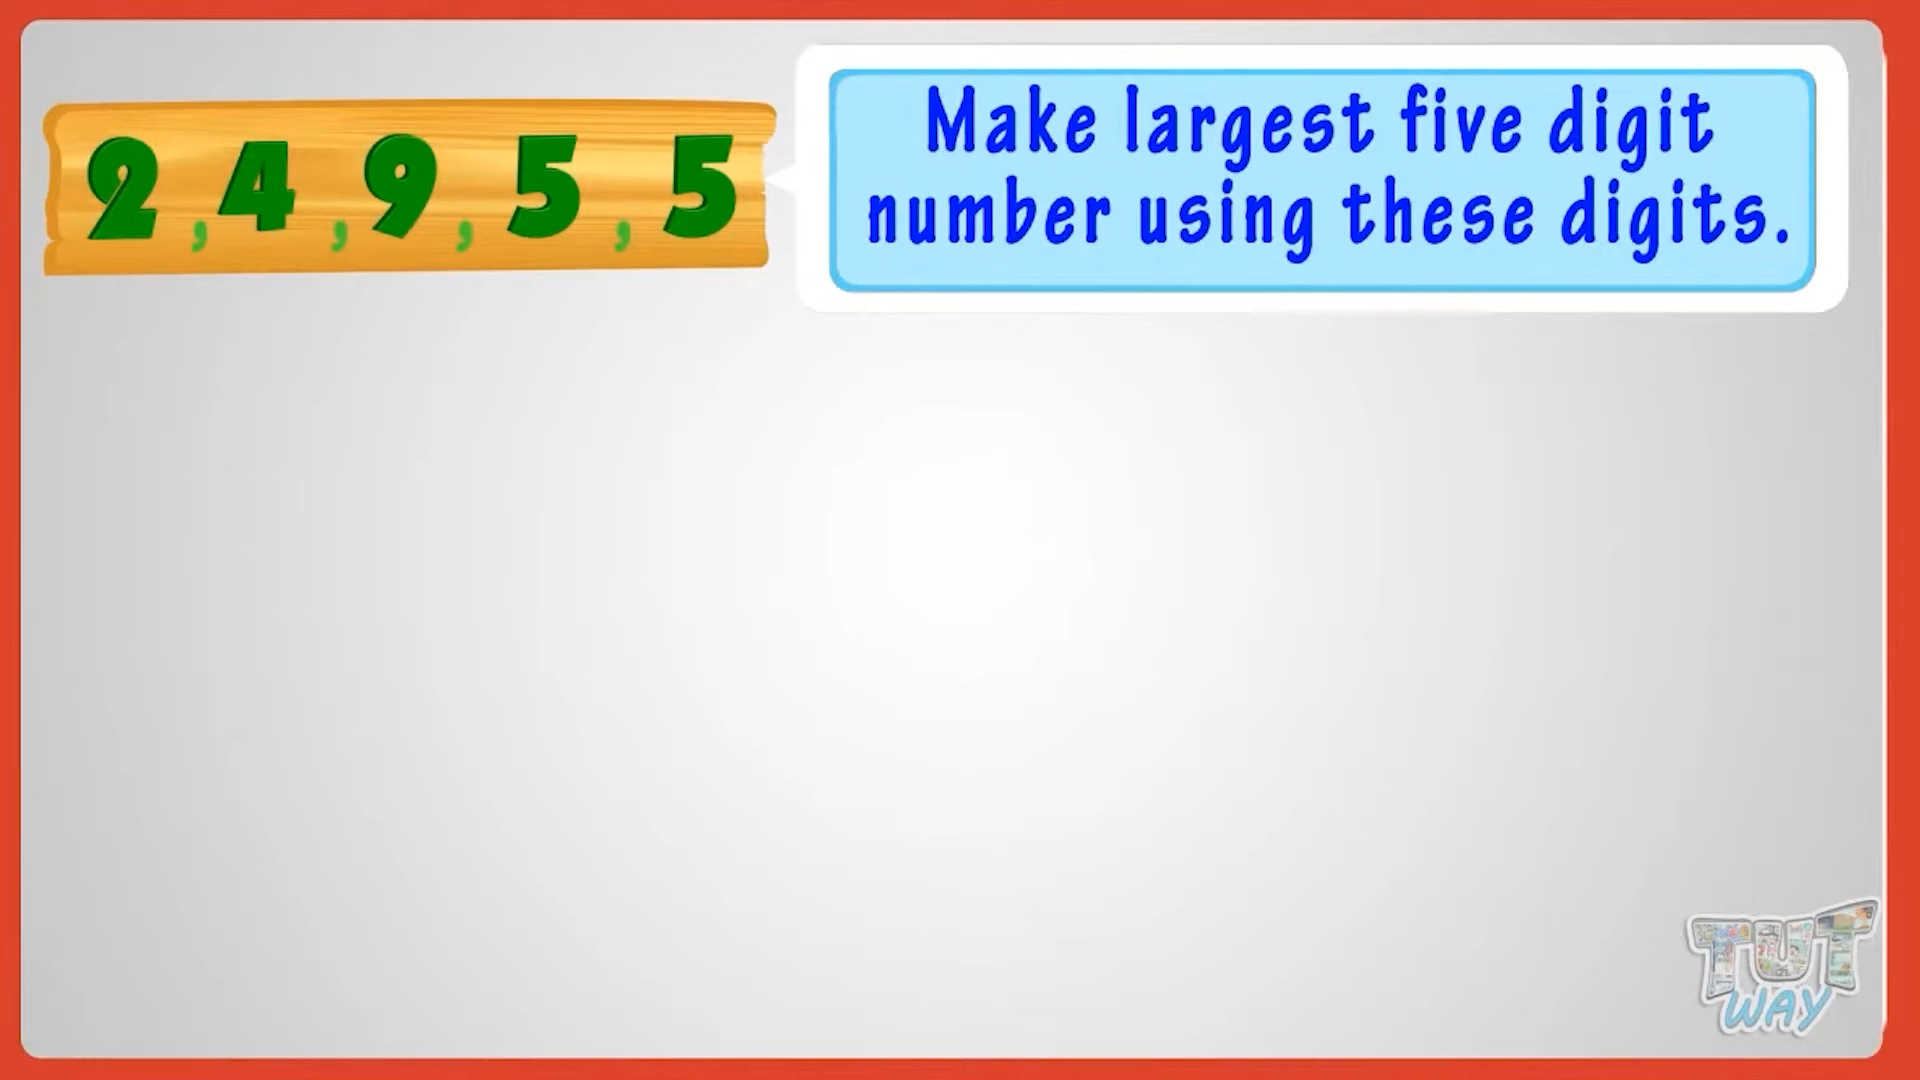 2, 4, 9, 5, 5
Make largest five digit
number using these digits.
TUT
WAY